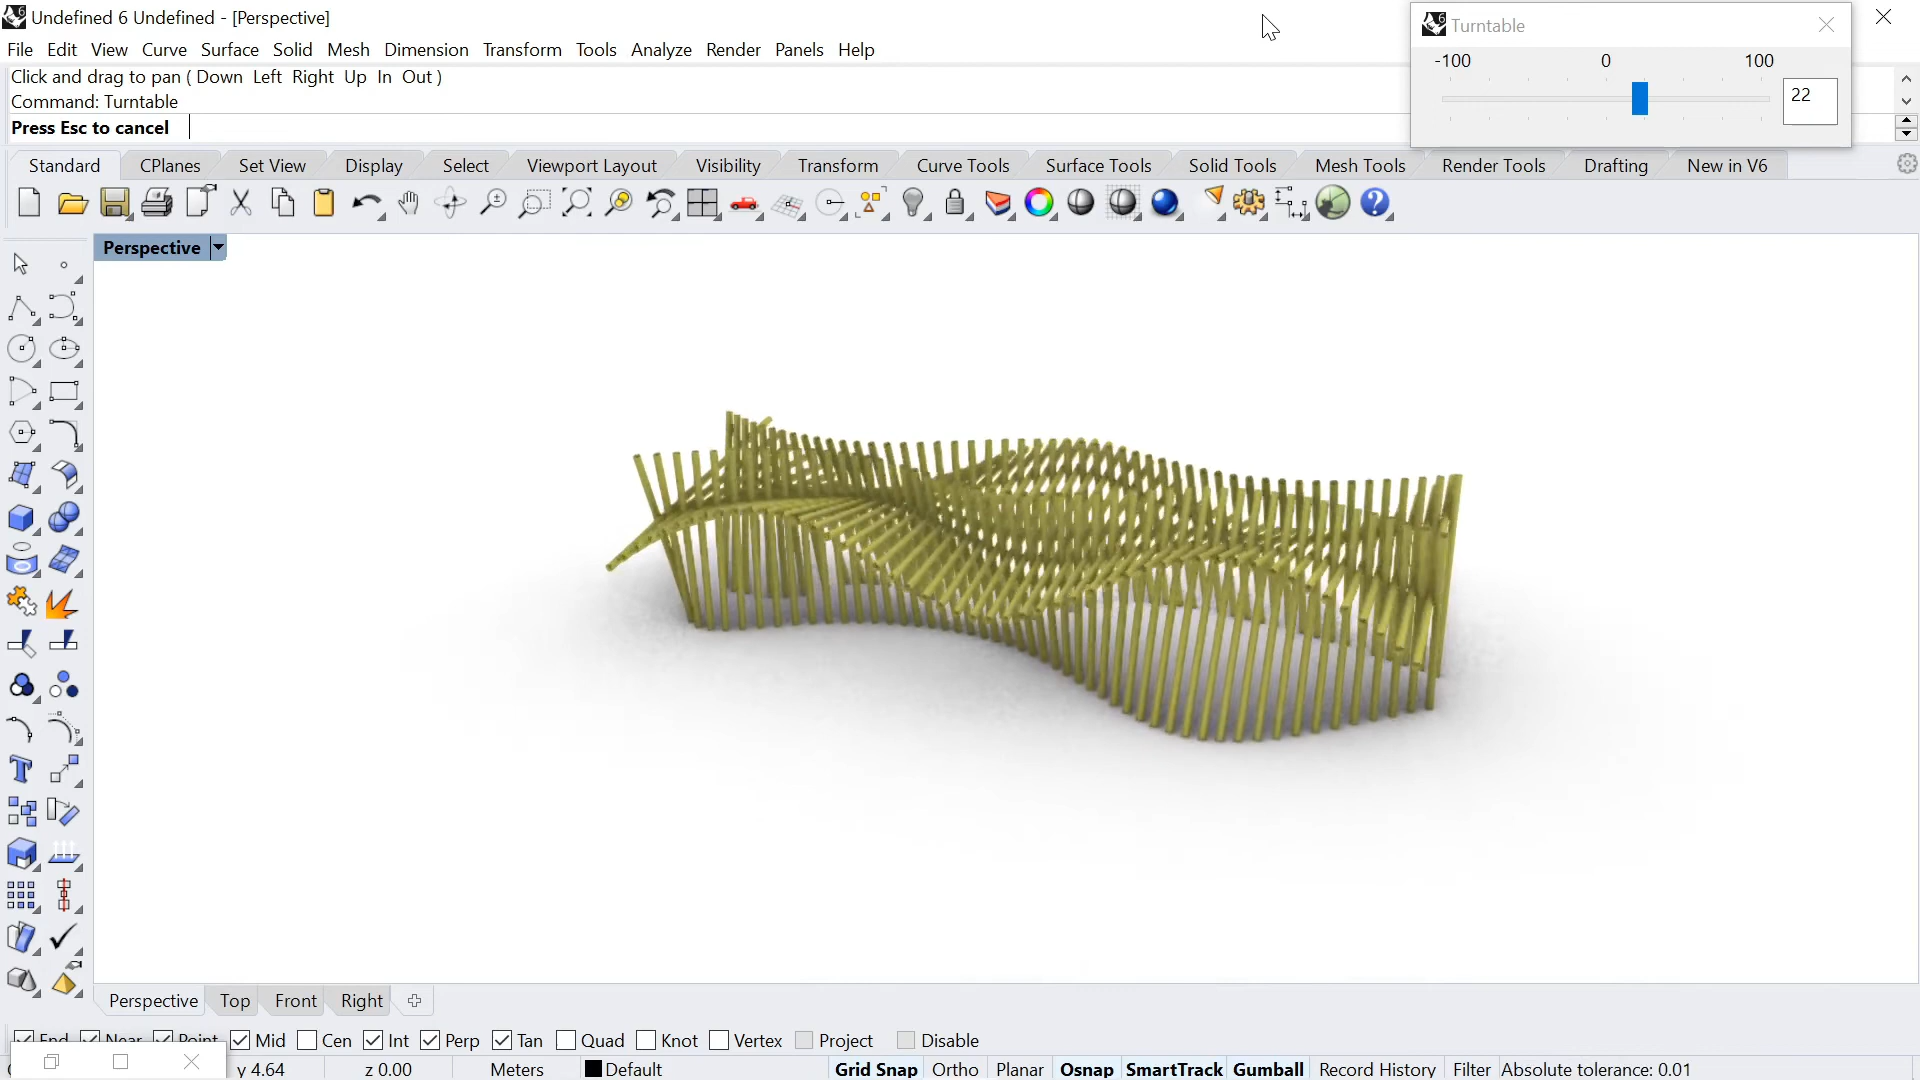 Undefined 6 Undefined - [Perspective]
Turntable
File Edit View Curve Surface Solid Mesh Dimension Transform Tools Analyze Render Panels Help
-100 0 100
Click and drag to pan ( Down Left Right Up In Out )
22
Command: Turntable
Press Esc to cancel
Standard CPlanes Set View Display Select Viewport Layout Visibility Transform Curve Tools Surface Tools Solid Tools Mesh Tools Render Tools Drafting New in V6
Perspective
Perspective Top Front Right
End Near Point Mid Cen Int Perp Tan Quad Knot Vertex Project Disable
y 4.64 z 0.00 Meters Default Grid Snap Ortho Planar Osnap SmartTrack Gumball Record History Filter Absolute tolerance: 0.01